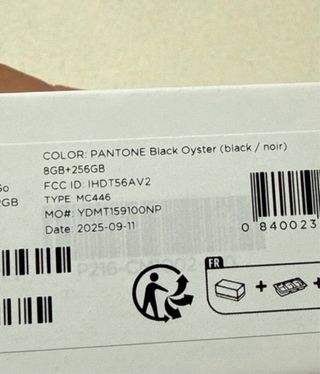 COLOR: PANTONE Black Oyster (black / noir)
8GB+256GB
FCC ID: IHDT56AV2
TYPE MC446
MO#: YDMT159100NP
Date: 2025-09-11
0 840023
FR
+
+